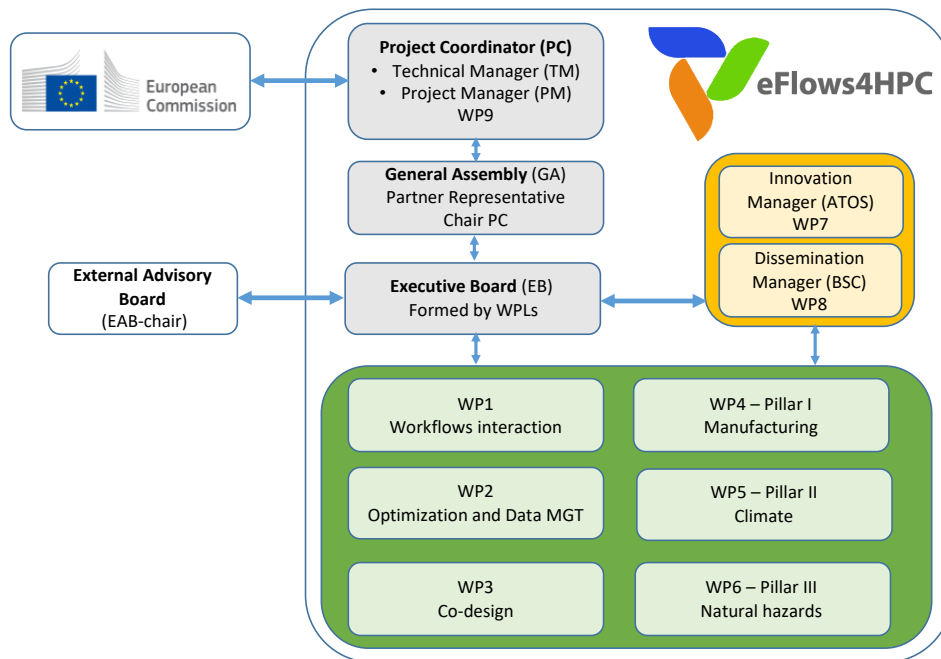 European
Commission
Project Coordinator (PC)
• Technical Manager (TM)
• Project Manager (PM)
WP9
eFlows4HPC
General Assembly (GA)
Partner Representative
Chair PC
Innovation
Manager (ATOS)
WP7
Dissemination
Manager (BSC)
WP8
External Advisory
Board
(EAB-chair)
Executive Board (EB)
Formed by WPLs
WP1
Workflows interaction
WP4 – Pillar I
Manufacturing
WP2
Optimization and Data MGT
WP5 – Pillar II
Climate
WP3
Co-design
WP6 – Pillar III
Natural hazards